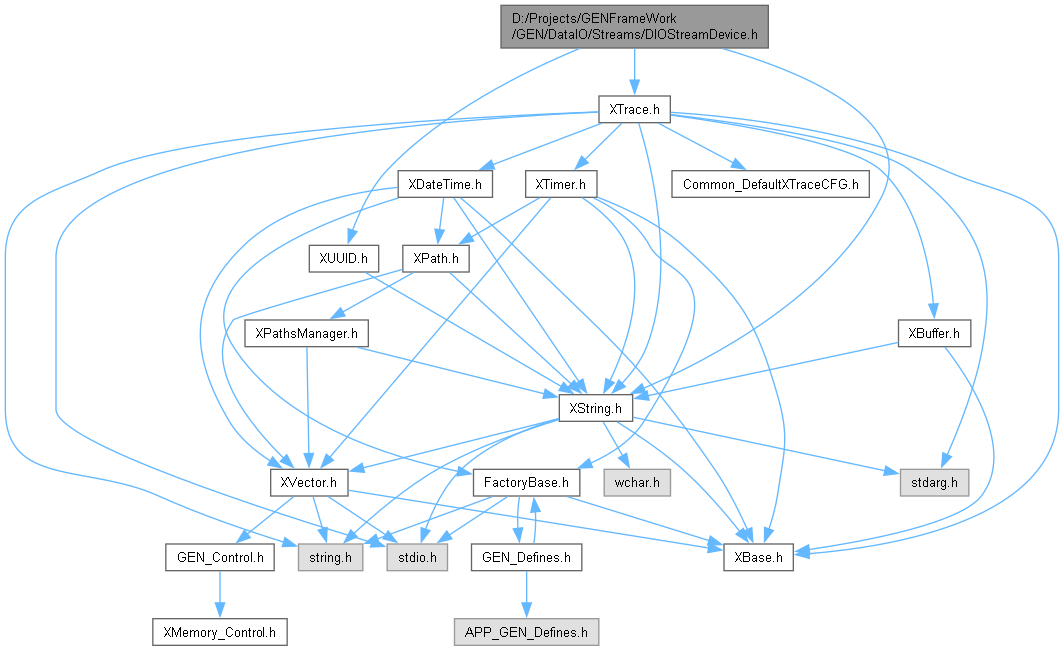 D:/Projects/GENFrameWork
/GEN/DataIO/Streams/DIOStreamDevice.h
XTrace.h
XDateTime.h
XTimer.h
Common_DefaultXTraceCFG.h
XUUID.h
XPath.h
XPathsManager.h
XBuffer.h
XString.h
XVector.h
FactoryBase.h
wchar.h
stdarg.h
GEN_Control.h
string.h
stdio.h
GEN_Defines.h
XBase.h
XMemory_Control.h
APP_GEN_Defines.h